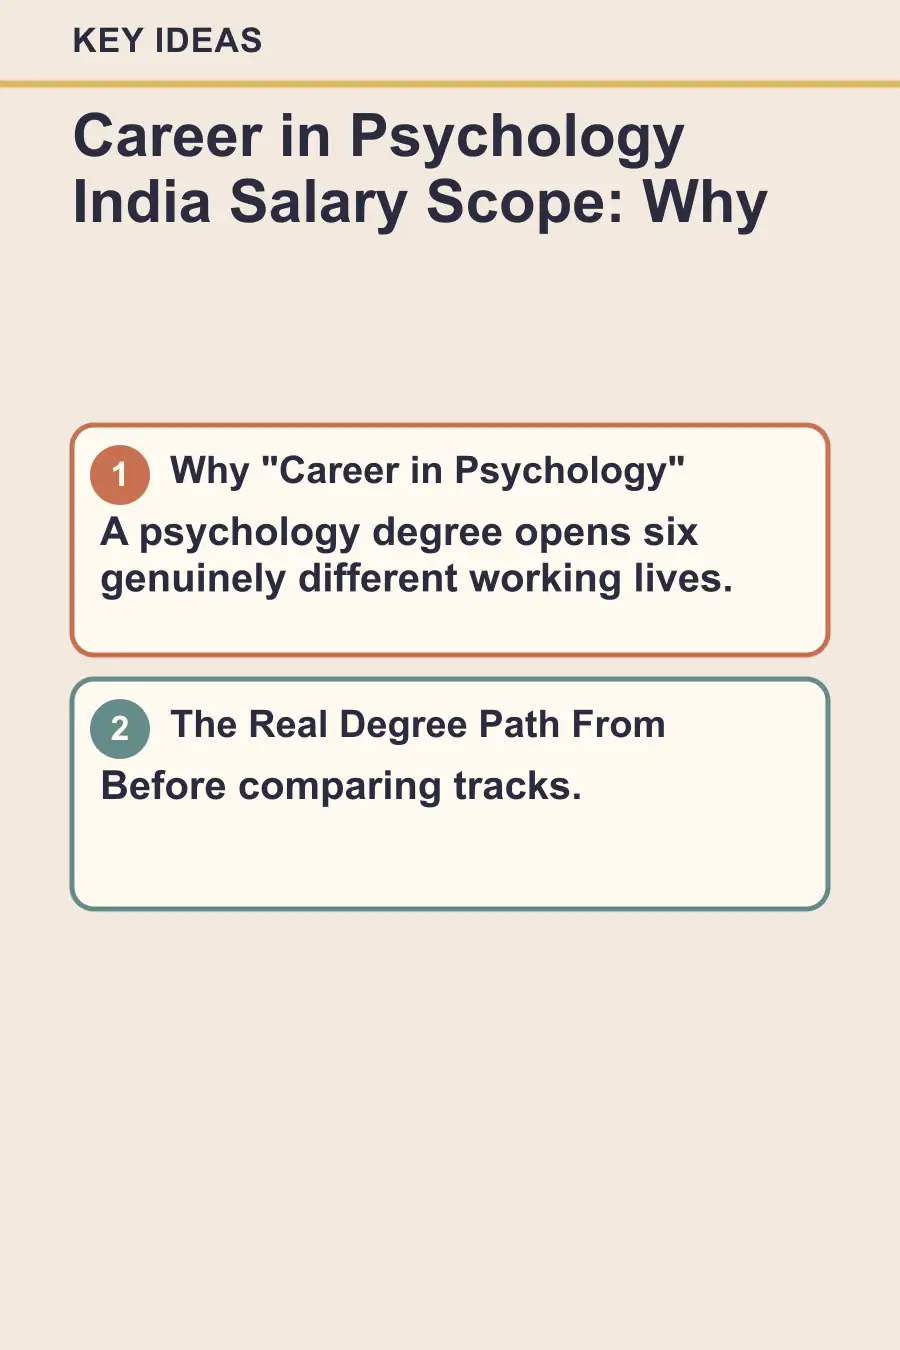 KEY IDEAS
Career in Psychology
India Salary Scope: Why
1
Why "Career in Psychology"
A psychology degree opens six
genuinely different working lives.
2
The Real Degree Path From
Before comparing tracks.